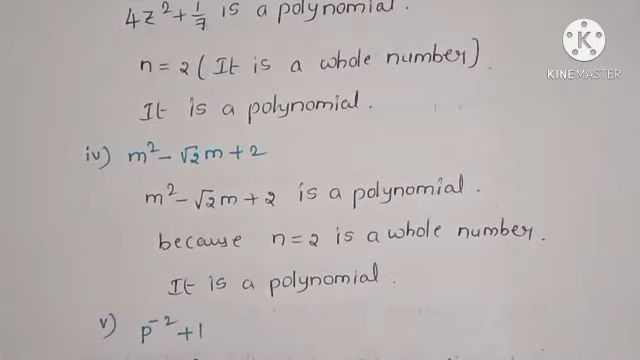 4z² + 1/7 is a polynomial.
n = 2 (It is a whole number)
It is a polynomial.
iv) m² - √2m + 2
m² - √2m + 2 is a polynomial.
because n = 2 is a whole number.
It is a polynomial.
v) p⁻² + 1
KINEMASTER